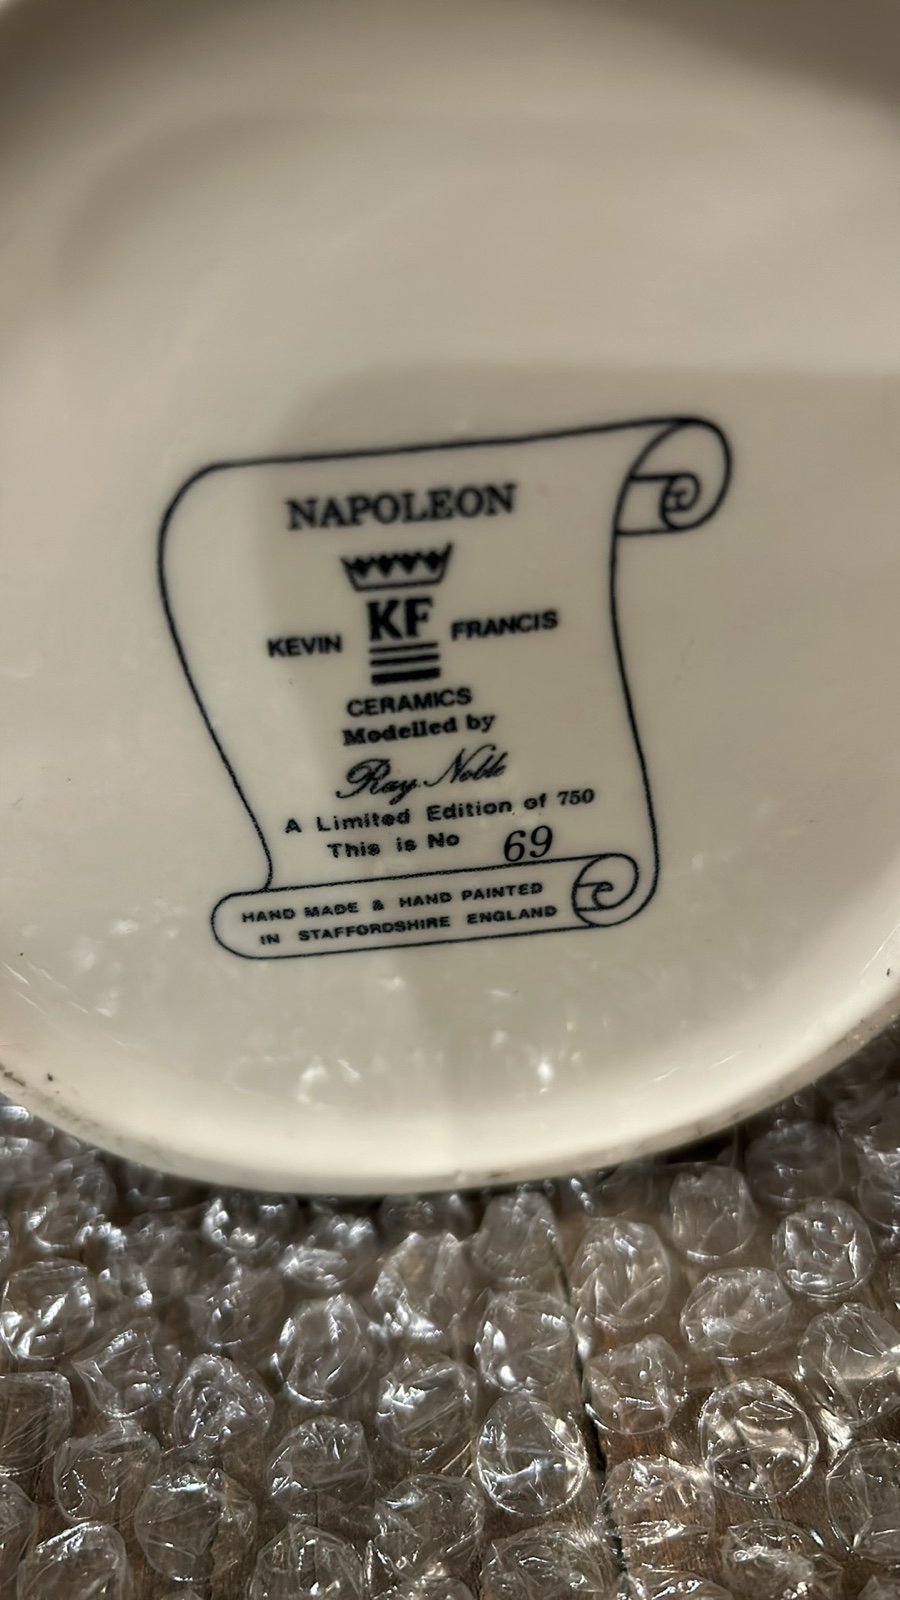 NAPOLEON
KF
KEVIN FRANCIS
CERAMICS
Modelled by
Ray Noble
A Limited Edition of 750
This is No 69
HAND MADE & HAND PAINTED
IN STAFFORDSHIRE ENGLAND